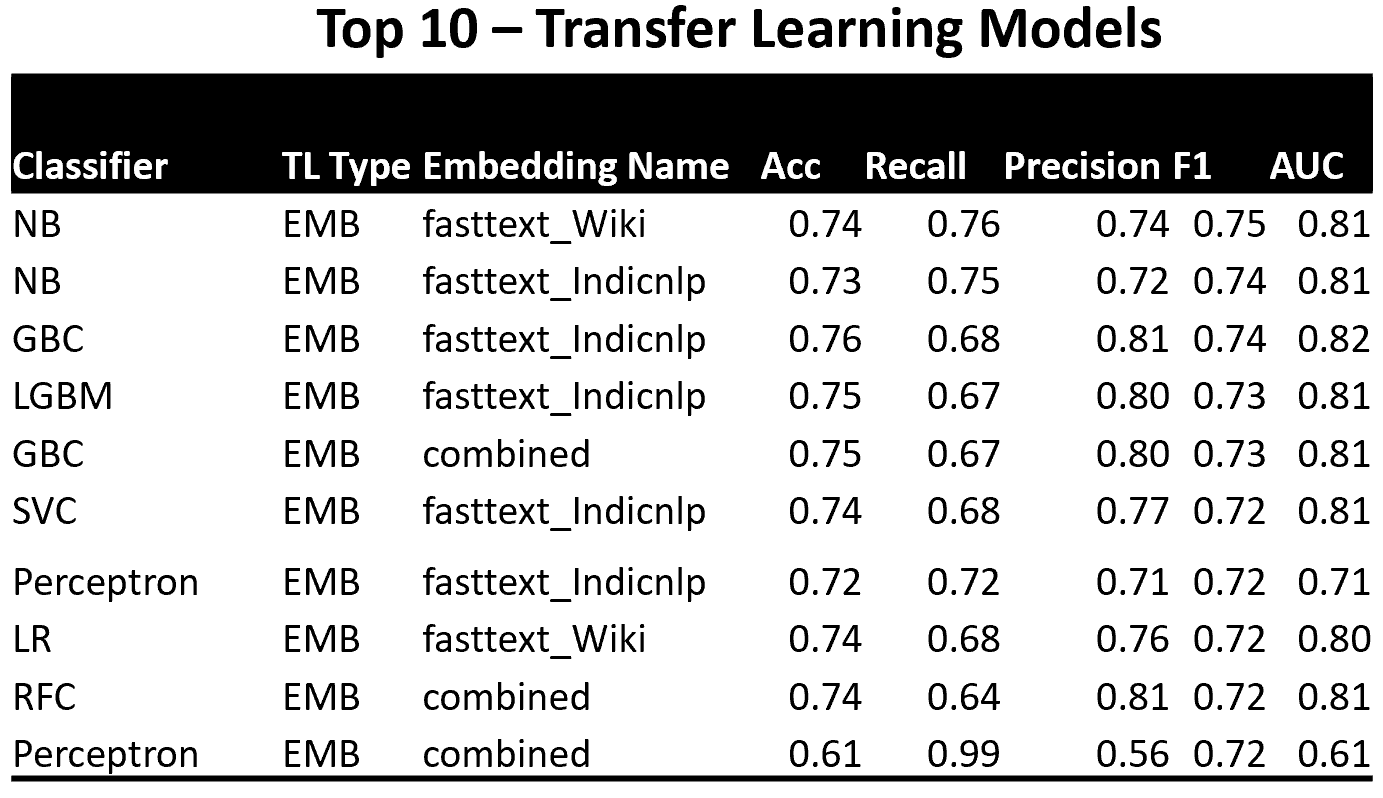 Top 10 – Transfer Learning Models
Classifier TL Type Embedding Name Acc Recall Precision F1 AUC
NB EMB fasttext_Wiki 0.74 0.76 0.74 0.75 0.81
NB EMB fasttext_Indicnlp 0.73 0.75 0.72 0.74 0.81
GBC EMB fasttext_Indicnlp 0.76 0.68 0.81 0.74 0.82
LGBM EMB fasttext_Indicnlp 0.75 0.67 0.80 0.73 0.81
GBC EMB combined 0.75 0.67 0.80 0.73 0.81
SVC EMB fasttext_Indicnlp 0.74 0.68 0.77 0.72 0.81
Perceptron EMB fasttext_Indicnlp 0.72 0.72 0.71 0.72 0.71
LR EMB fasttext_Wiki 0.74 0.68 0.76 0.72 0.80
RFC EMB combined 0.74 0.64 0.81 0.72 0.81
Perceptron EMB combined 0.61 0.99 0.56 0.72 0.61